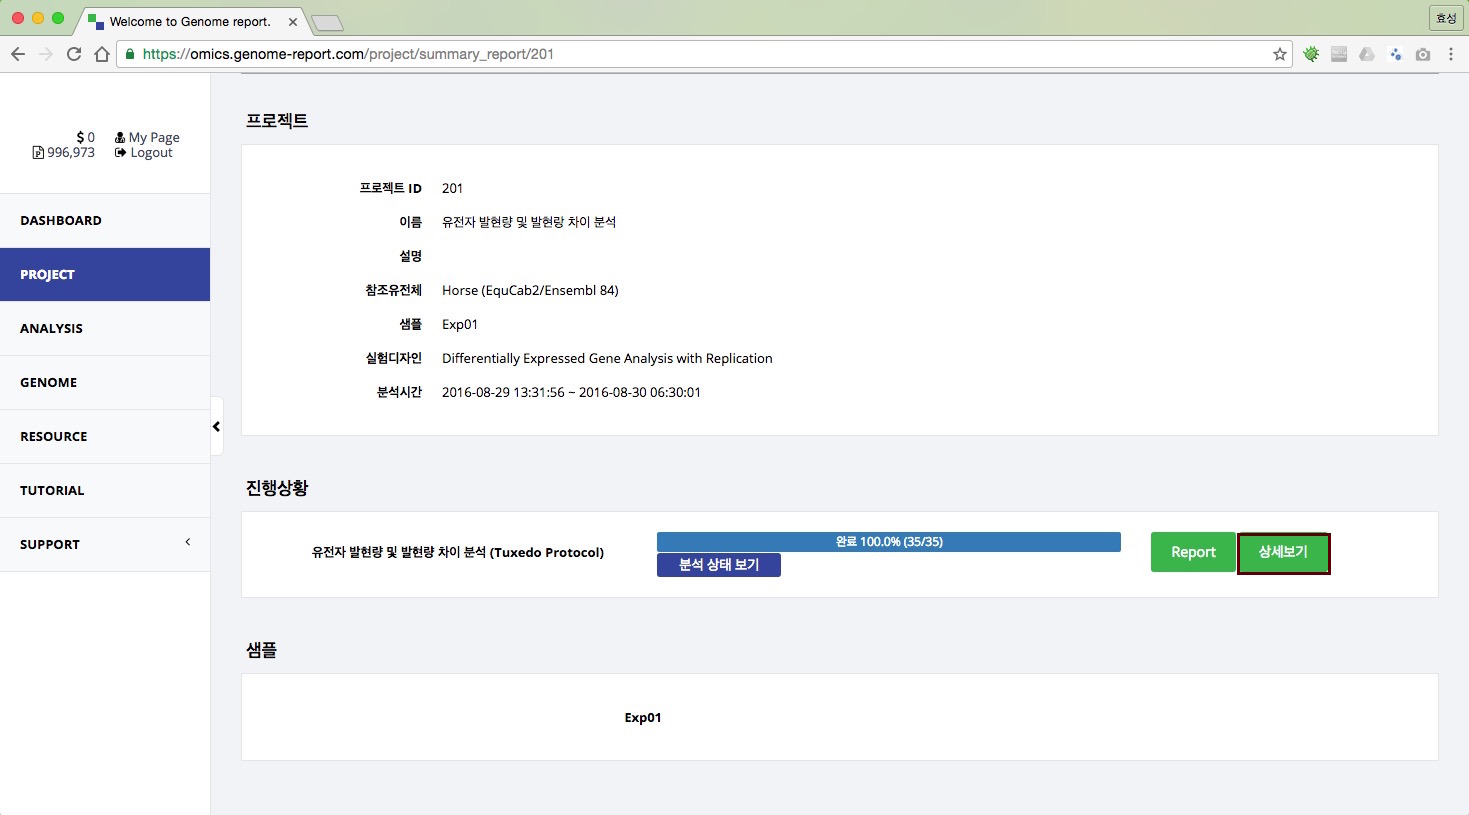 Welcome to Genome report.
효성
https://omics.genome-report.com/project/summary_report/201
$ 0
My Page
996,973
Logout
DASHBOARD
PROJECT
ANALYSIS
GENOME
RESOURCE
TUTORIAL
SUPPORT
프로젝트
프로젝트 ID 201
이름 유전자 발현량 및 발현랑 차이 분석
설명
참조유전체 Horse (EquCab2/Ensembl 84)
샘플 Exp01
실험디자인 Differentially Expressed Gene Analysis with Replication
분석시간 2016-08-29 13:31:56 ~ 2016-08-30 06:30:01
진행상황
유전자 발현량 및 발현량 차이 분석 (Tuxedo Protocol)
완료 100.0% (35/35)
분석 상태 보기
Report
상세보기
샘플
Exp01